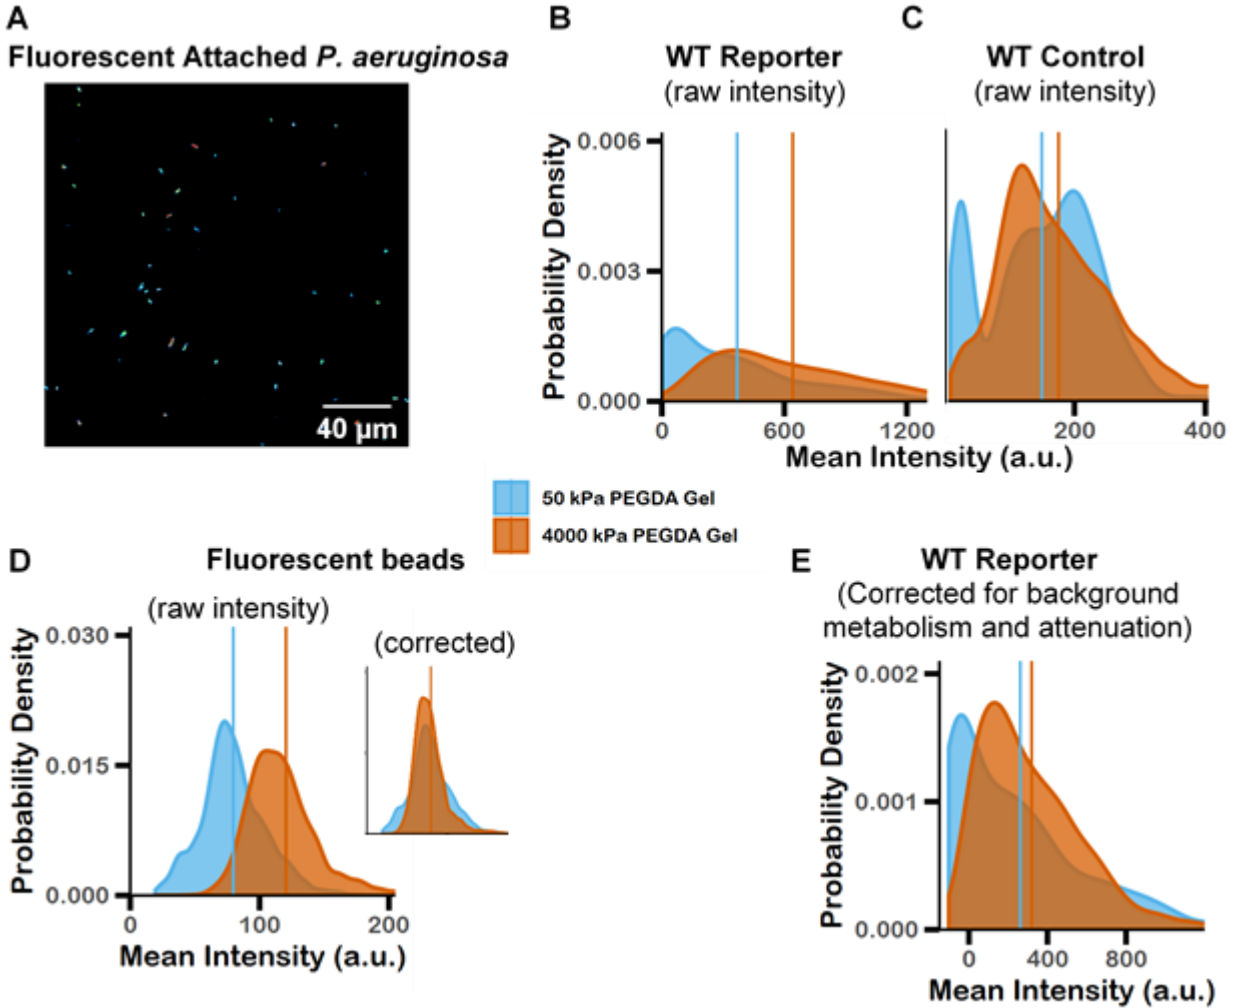 A
Fluorescent Attached P. aeruginosa
40 μm
B
WT Reporter
(raw intensity)
Probability Density
0.006
0.003
0.000
0
600
1200
C
WT Control
(raw intensity)
200
400
Mean Intensity (a.u.)
50 kPa PEGDA Gel
4000 kPa PEGDA Gel
D
Fluorescent beads
(raw intensity)
(corrected)
Probability Density
0.030
0.015
0.000
0
100
200
Mean Intensity (a.u.)
E
WT Reporter
(Corrected for background
metabolism and attenuation)
Probability Density
0.002
0.001
0.000
0
400
800
Mean Intensity (a.u.)